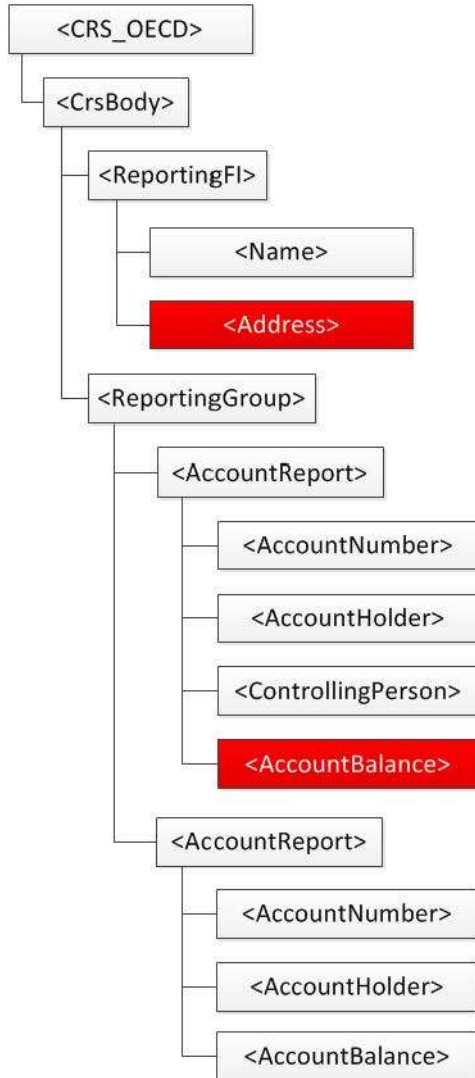 <CRS_OECD>
<CrsBody>
<ReportingFI>
<Name>
<Address>
<ReportingGroup>
<AccountReport>
<AccountNumber>
<AccountHolder>
<ControllingPerson>
<AccountBalance>
<AccountReport>
<AccountNumber>
<AccountHolder>
<AccountBalance>